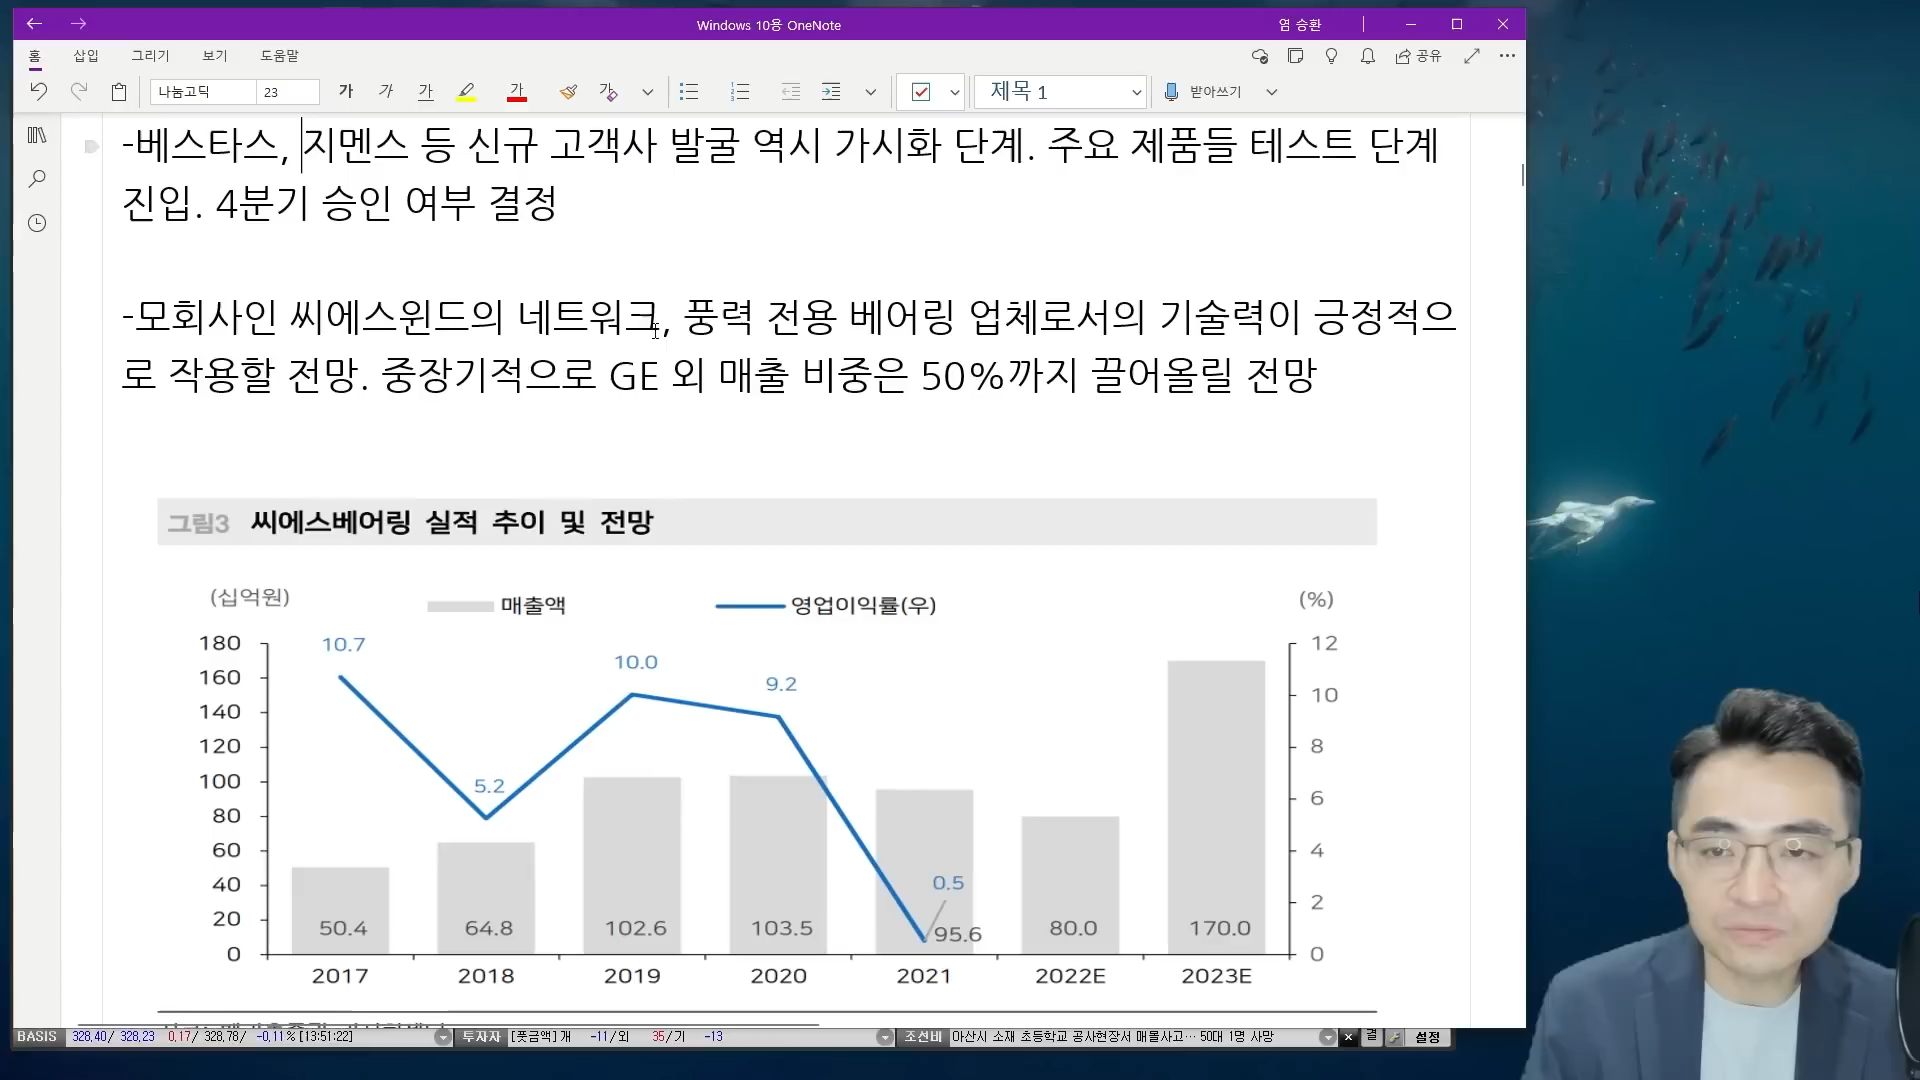 Windows 10용 OneNote
염 승환
홈 삽입 그리기 보기 도움말
공유
나눔고딕 23 가 가 가 가 가 제목 1 받아쓰기
-베스타스, 지멘스 등 신규 고객사 발굴 역시 가시화 단계. 주요 제품들 테스트 단계
진입. 4분기 승인 여부 결정
-모회사인 씨에스윈드의 네트워크, 풍력 전용 베어링 업체로서의 기술력이 긍정적으
로 작용할 전망. 중장기적으로 GE 외 매출 비중은 50%까지 끌어올릴 전망
그림3 씨에스베어링 실적 추이 및 전망
(십억원) 매출액 영업이익률(우) (%)
180 10.7 12
160 10.0 10
140 9.2
120 8
100 5.2
80 6
60 4
40 0.5
20 2
50.4 64.8 102.6 103.5 95.6 80.0 170.0
0 0
2017 2018 2019 2020 2021 2022E 2023E
BASIS 328,40/ 328,23 0,17/ 328,78/ -0,11% [13:51:22] 투자자 [풋금액] 개 -11/외 35/기 -13 조선비 아산시 소재 초등학교 공사현장서 매몰사고… 50대 1명 사망 결 설정